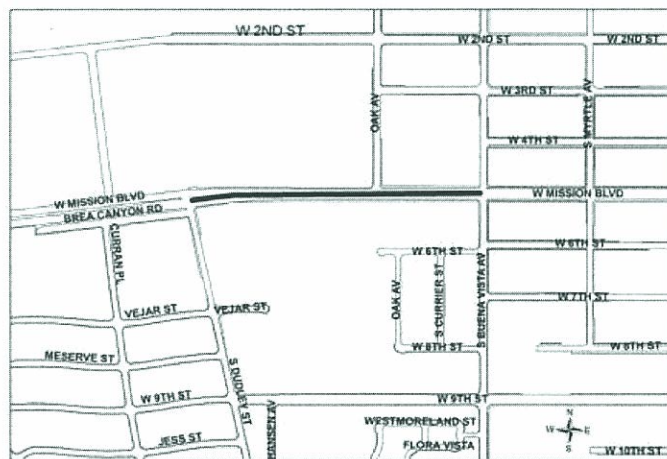 W 2ND ST
W 2ND ST
W 2ND ST
OAK AV
W 3RD ST
S MYRTLE AV
W 4TH ST
W MISSION BLVD
W MISSION BLVD
BREA CANYON RD
CURRAN PL
W 6TH ST
W 6TH ST
OAK AV
S CURRIER ST
S BUENA VISTA AV
VEJAR ST
VEJAR ST
W 7TH ST
MESERVE ST
S DUDLEY ST
W 8TH ST
W 8TH ST
W 9TH ST
W 9TH ST
HANSEN AV
WESTMORELAND ST
JESS ST
FLORA VISTA
N
W E
S
W 10TH ST